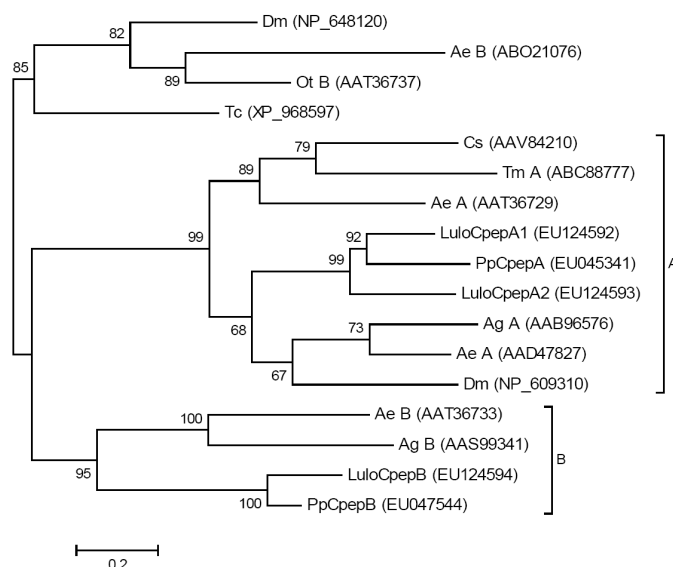 Dm (NP_648120)
82
Ae B (ABO21076)
85
89
Ot B (AAT36737)
Tc (XP_968597)
79
Cs (AAV84210)
Tm A (ABC88777)
89
Ae A (AAT36729)
99
92
LuloCpepA1 (EU124592)
99
PpCpepA (EU045341)
A
LuloCpepA2 (EU124593)
68
73
Ag A (AAB96576)
Ae A (AAD47827)
67
Dm (NP_609310)
100
Ae B (AAT36733)
Ag B (AAS99341)
95
B
LuloCpepB (EU124594)
100
PpCpepB (EU047544)
0.2